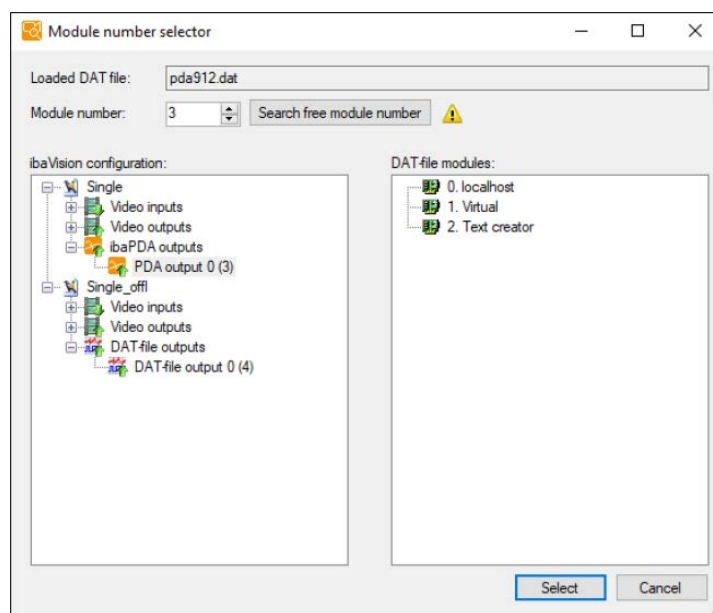 Module number selector
Loaded DAT file: pda912.dat
Module number: 3 Search free module number
ibaVision configuration:
Single
Video inputs
Video outputs
ibaPDA outputs
PDA output 0 (3)
Single_offl
Video inputs
Video outputs
DAT-file outputs
DAT-file output 0 (4)
DAT-file modules:
0. localhost
1. Virtual
2. Text creator
Select Cancel